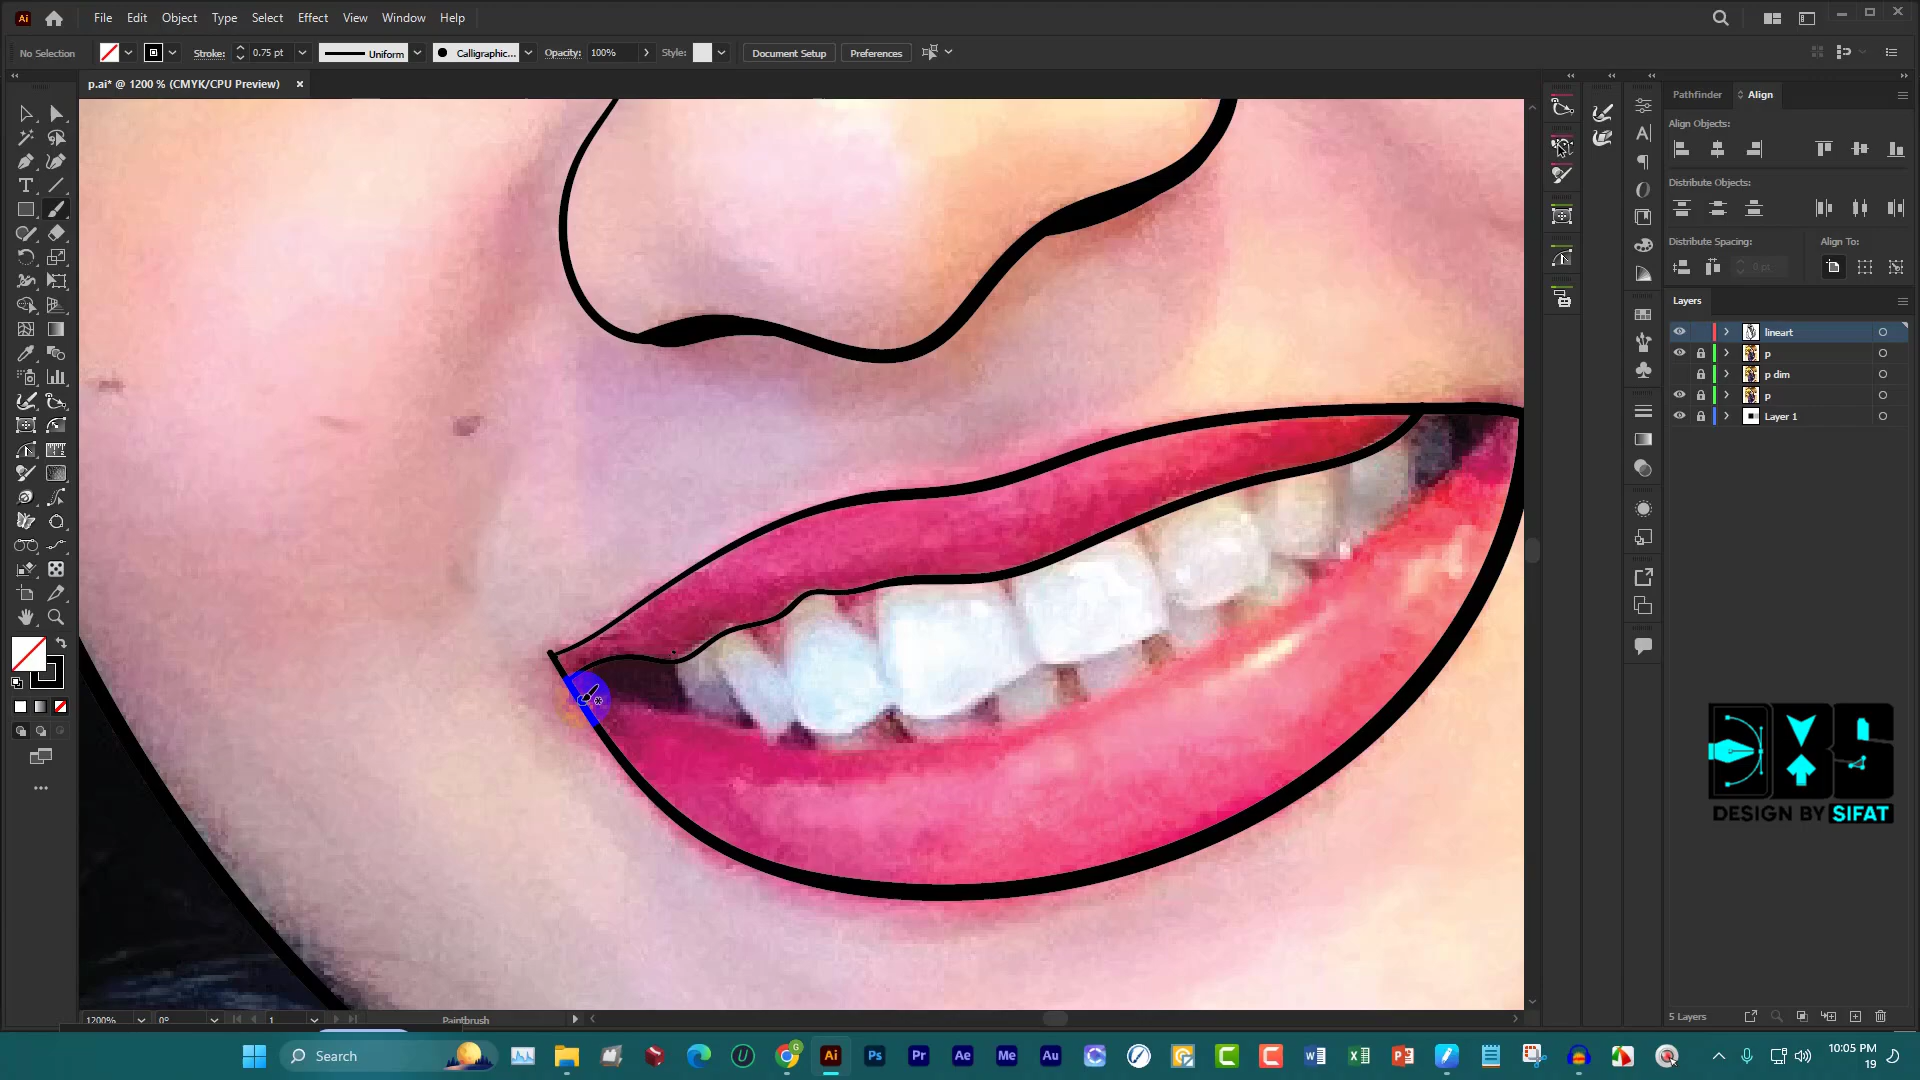 File Edit Object Type Select Effect View Window Help
No Selection Stroke: 0.75 pt Uniform Calligraphic... Opacity: 100% Style: Document Setup Preferences
p.ai* @ 1200 % (CMYK/CPU Preview) ×
Pathfinder Align
Align Objects:
Distribute Objects:
Distribute Spacing: Align To:
0 pt
Layers
lineart
p
p dim
p
Layer 1
DESIGN BY SIFAT
5 Layers
1200% 0° 1 Paintbrush
Search
10:05 PM
19